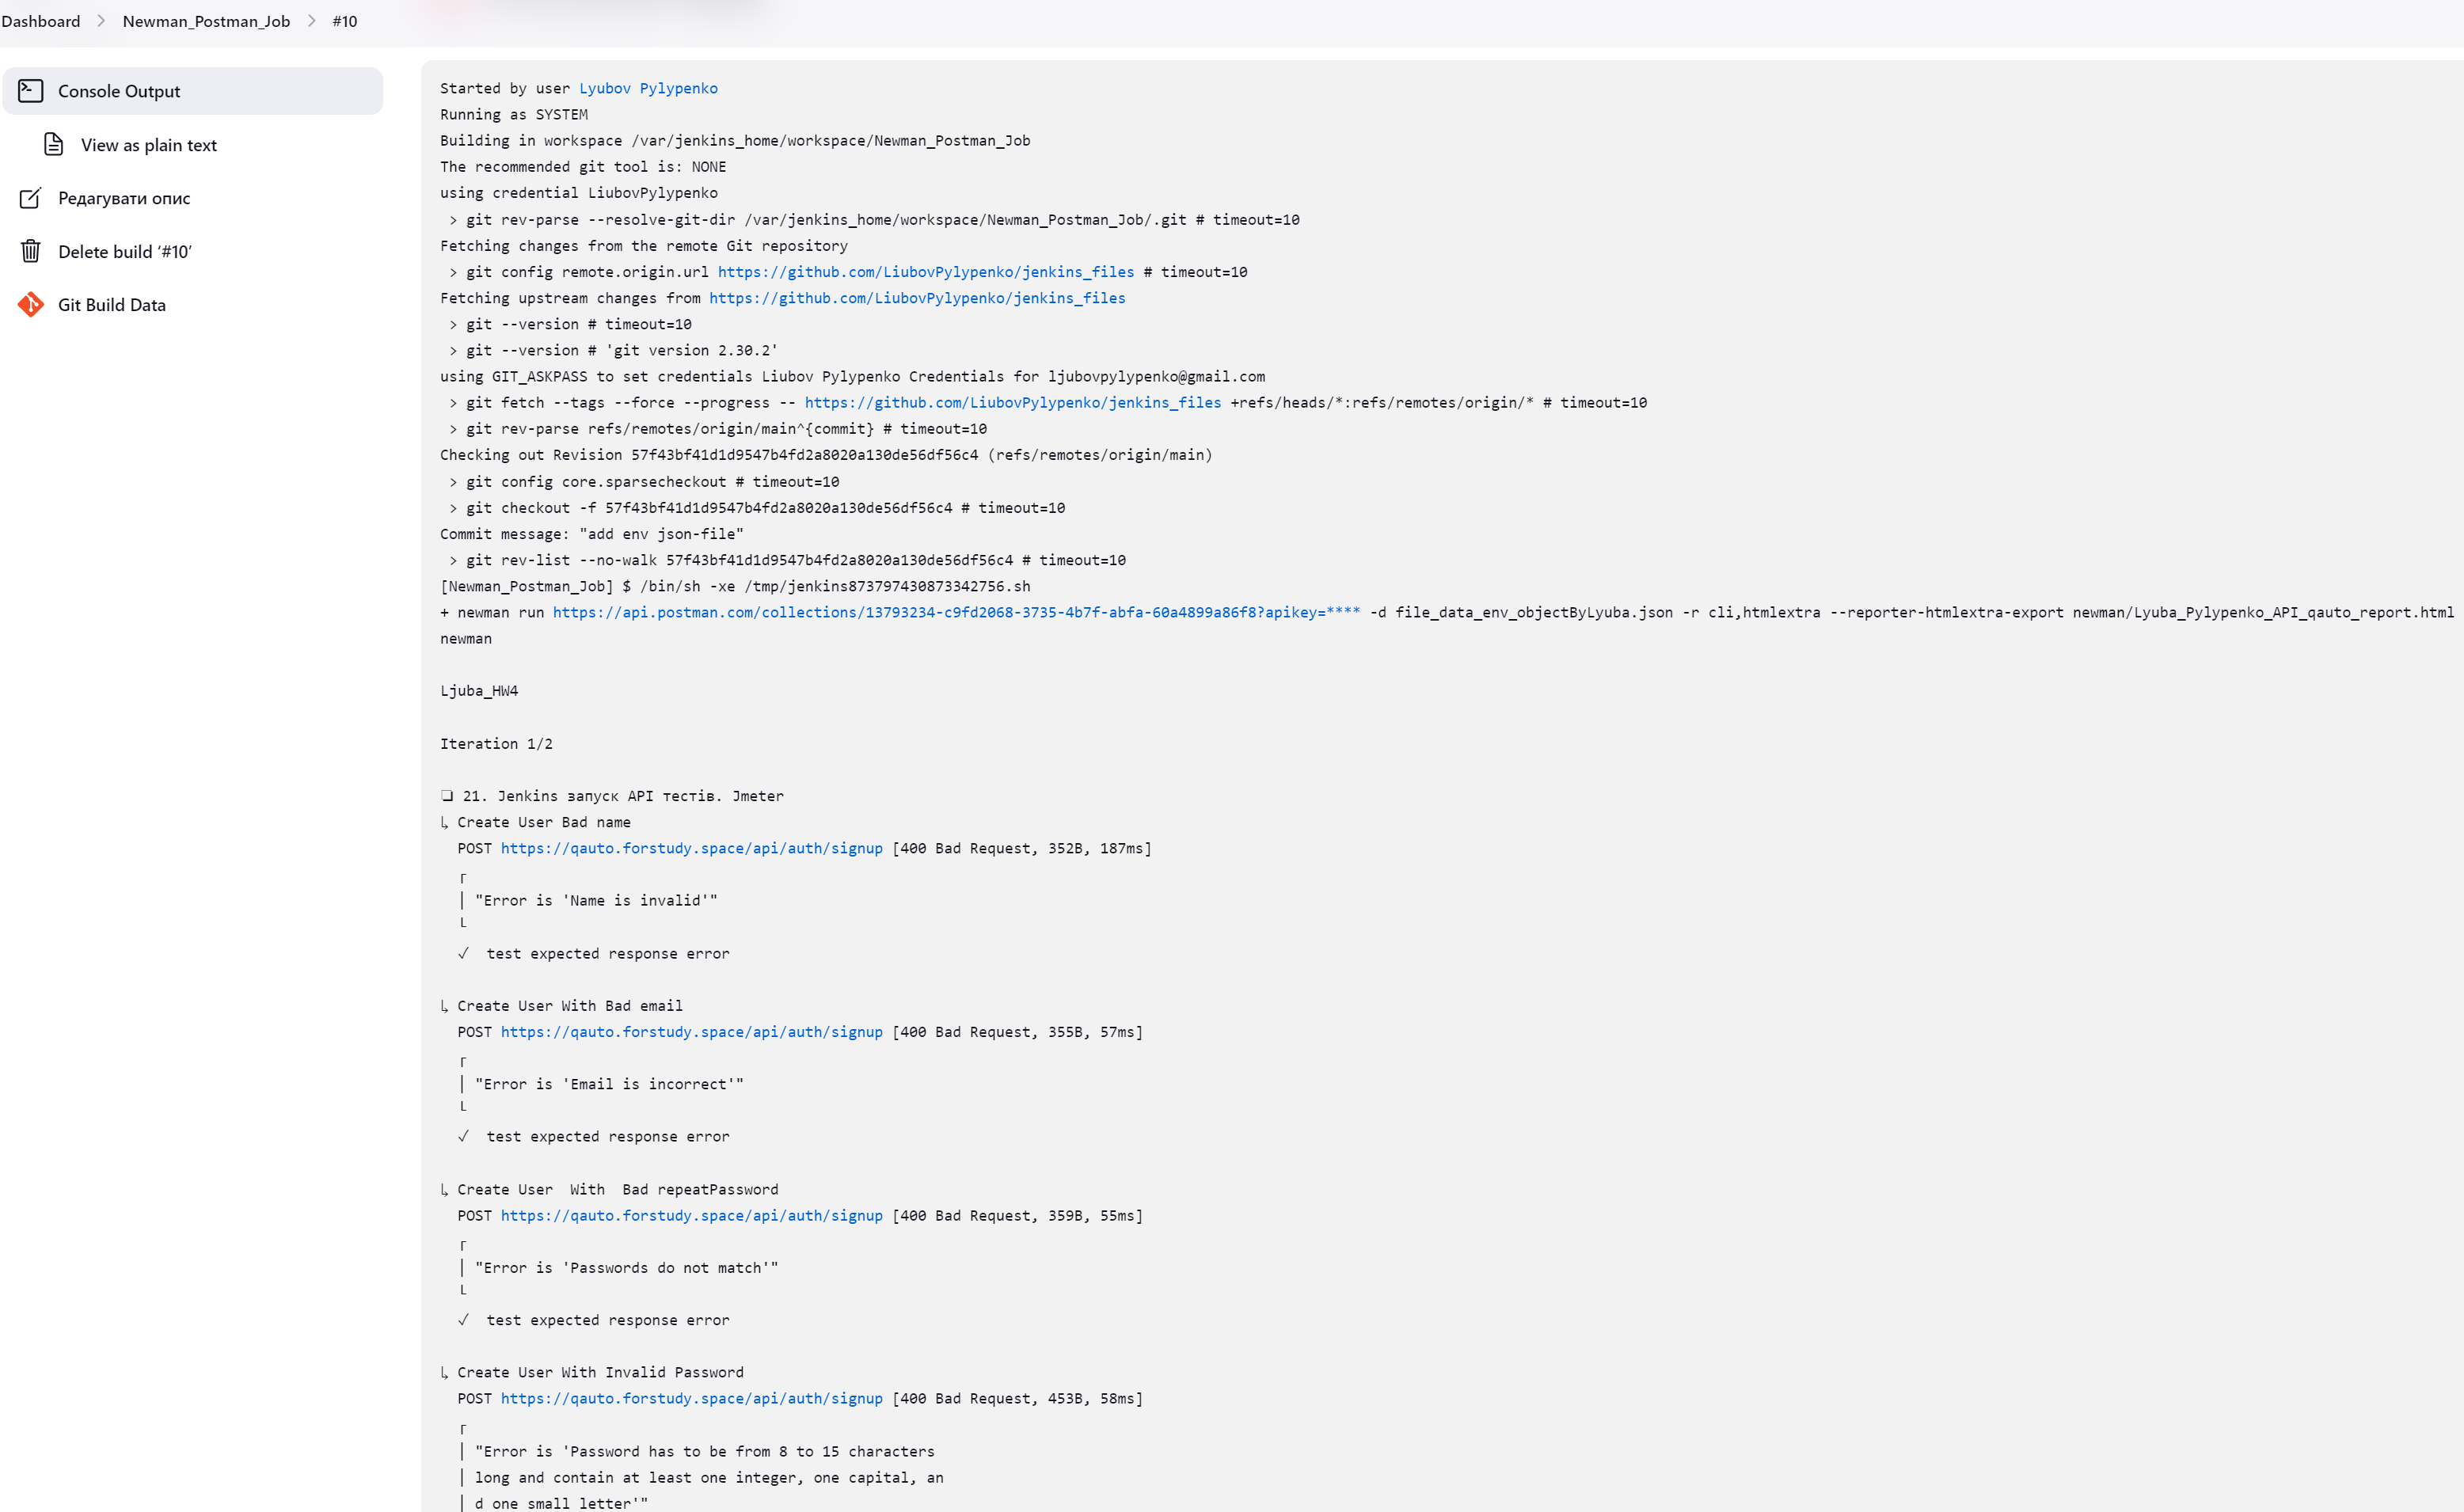 Dashboard > Newman_Postman_Job > #10
Console Output
View as plain text
Редагувати опис
Delete build ‘#10’
Git Build Data
Started by user Lyubov Pylypenko
Running as SYSTEM
Building in workspace /var/jenkins_home/workspace/Newman_Postman_Job
The recommended git tool is: NONE
using credential LiubovPylypenko
> git rev-parse --resolve-git-dir /var/jenkins_home/workspace/Newman_Postman_Job/.git # timeout=10
Fetching changes from the remote Git repository
> git config remote.origin.url https://github.com/LiubovPylypenko/jenkins_files # timeout=10
Fetching upstream changes from https://github.com/LiubovPylypenko/jenkins_files
> git --version # timeout=10
> git --version # 'git version 2.30.2'
using GIT_ASKPASS to set credentials Liubov Pylypenko Credentials for ljubovpylypenko@gmail.com
> git fetch --tags --force --progress -- https://github.com/LiubovPylypenko/jenkins_files +refs/heads/*:refs/remotes/origin/* # timeout=10
> git rev-parse refs/remotes/origin/main^{commit} # timeout=10
Checking out Revision 57f43bf41d1d9547b4fd2a8020a130de56df56c4 (refs/remotes/origin/main)
> git config core.sparsecheckout # timeout=10
> git checkout -f 57f43bf41d1d9547b4fd2a8020a130de56df56c4 # timeout=10
Commit message: "add env json-file"
> git rev-list --no-walk 57f43bf41d1d9547b4fd2a8020a130de56df56c4 # timeout=10
[Newman_Postman_Job] $ /bin/sh -xe /tmp/jenkins873797430873342756.sh
+ newman run https://api.postman.com/collections/13793234-c9fd2068-3735-4b7f-abfa-60a4899a86f8?apikey=**** -d file_data_env_objectByLyuba.json -r cli,htmlextra --reporter-htmlextra-export newman/Lyuba_Pylypenko_API_qauto_report.html
newman
Ljuba_HW4
Iteration 1/2
❏ 21. Jenkins запуск API тестів. Jmeter
↳ Create User Bad name
POST https://qauto.forstudy.space/api/auth/signup [400 Bad Request, 352B, 187ms]
┌
│ "Error is 'Name is invalid'"
└
✓ test expected response error
↳ Create User With Bad email
POST https://qauto.forstudy.space/api/auth/signup [400 Bad Request, 355B, 57ms]
┌
│ "Error is 'Email is incorrect'"
└
✓ test expected response error
↳ Create User  With  Bad repeatPassword
POST https://qauto.forstudy.space/api/auth/signup [400 Bad Request, 359B, 55ms]
┌
│ "Error is 'Passwords do not match'"
└
✓ test expected response error
↳ Create User With Invalid Password
POST https://qauto.forstudy.space/api/auth/signup [400 Bad Request, 453B, 58ms]
┌
│ "Error is 'Password has to be from 8 to 15 characters
│ long and contain at least one integer, one capital, an
│ d one small letter'"